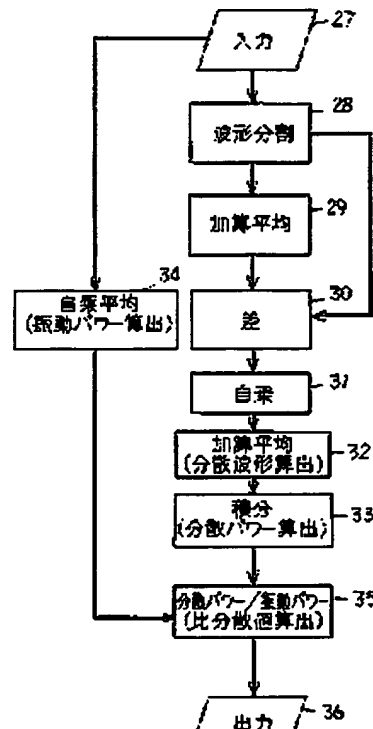 27
入力
28
波形分割
29
加算平均
34
自乗平均
(振動パワー算出)
30
差
31
自乗
加算平均
(分散波形算出)
32
積分
(分散パワー算出)
33
分散パワー/振動パワー
(比分散値算出)
35
出力
36